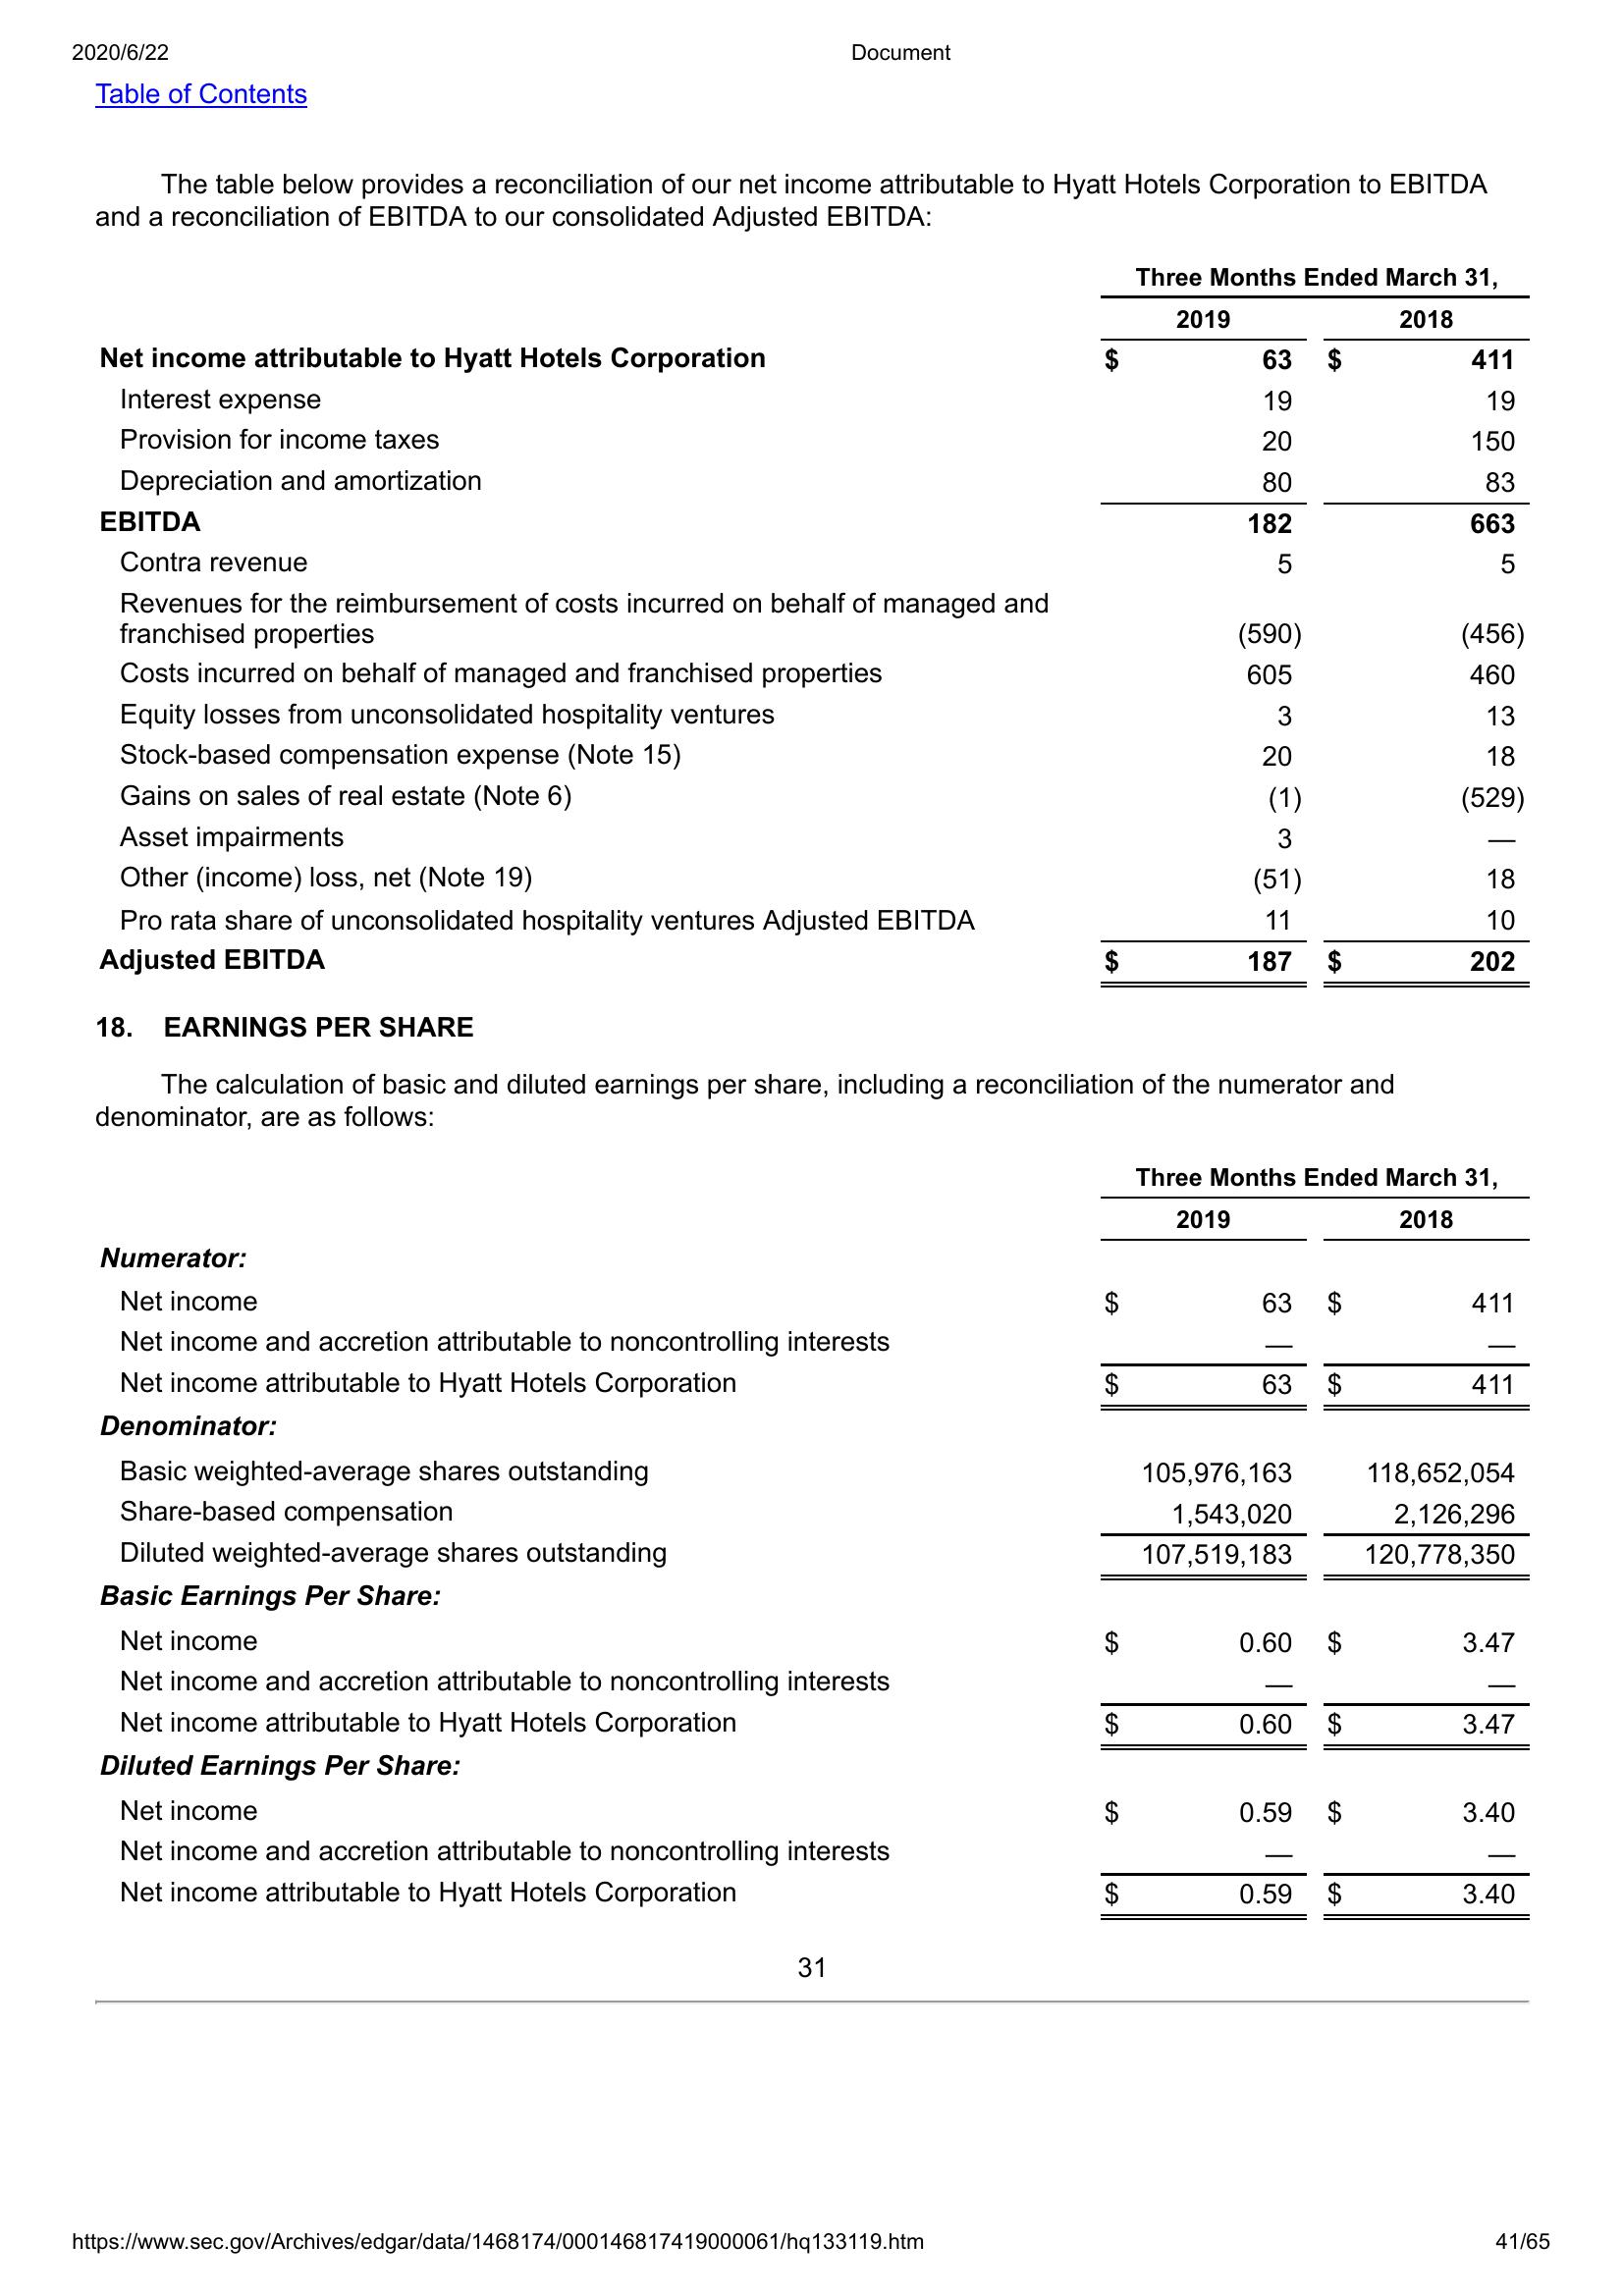 2020/6/22 Document
Table of Contents
The table below provides a reconciliation of our net income attributable to Hyatt Hotels Corporation to EBITDA
and a reconciliation of EBITDA to our consolidated Adjusted EBITDA:
Three Months Ended March 31,
2019 2018
Net income attributable to Hyatt Hotels Corporation $ 63 $ 411
Interest expense 19 19
Provision for income taxes 20 150
Depreciation and amortization 80 83
EBITDA 182 663
Contra revenue 5 5
Revenues for the reimbursement of costs incurred on behalf of managed and
franchised properties (590) (456)
Costs incurred on behalf of managed and franchised properties 605 460
Equity losses from unconsolidated hospitality ventures 3 13
Stock-based compensation expense (Note 15) 20 18
Gains on sales of real estate (Note 6) (1) (529)
Asset impairments 3 —
Other (income) loss, net (Note 19) (51) 18
Pro rata share of unconsolidated hospitality ventures Adjusted EBITDA 11 10
Adjusted EBITDA $ 187 $ 202
18. EARNINGS PER SHARE
The calculation of basic and diluted earnings per share, including a reconciliation of the numerator and
denominator, are as follows:
Three Months Ended March 31,
2019 2018
Numerator:
Net income $ 63 $ 411
Net income and accretion attributable to noncontrolling interests — —
Net income attributable to Hyatt Hotels Corporation $ 63 $ 411
Denominator:
Basic weighted-average shares outstanding 105,976,163 118,652,054
Share-based compensation 1,543,020 2,126,296
Diluted weighted-average shares outstanding 107,519,183 120,778,350
Basic Earnings Per Share:
Net income $ 0.60 $ 3.47
Net income and accretion attributable to noncontrolling interests — —
Net income attributable to Hyatt Hotels Corporation $ 0.60 $ 3.47
Diluted Earnings Per Share:
Net income $ 0.59 $ 3.40
Net income and accretion attributable to noncontrolling interests — —
Net income attributable to Hyatt Hotels Corporation $ 0.59 $ 3.40
31
https://www.sec.gov/Archives/edgar/data/1468174/000146817419000061/hq133119.htm 41/65